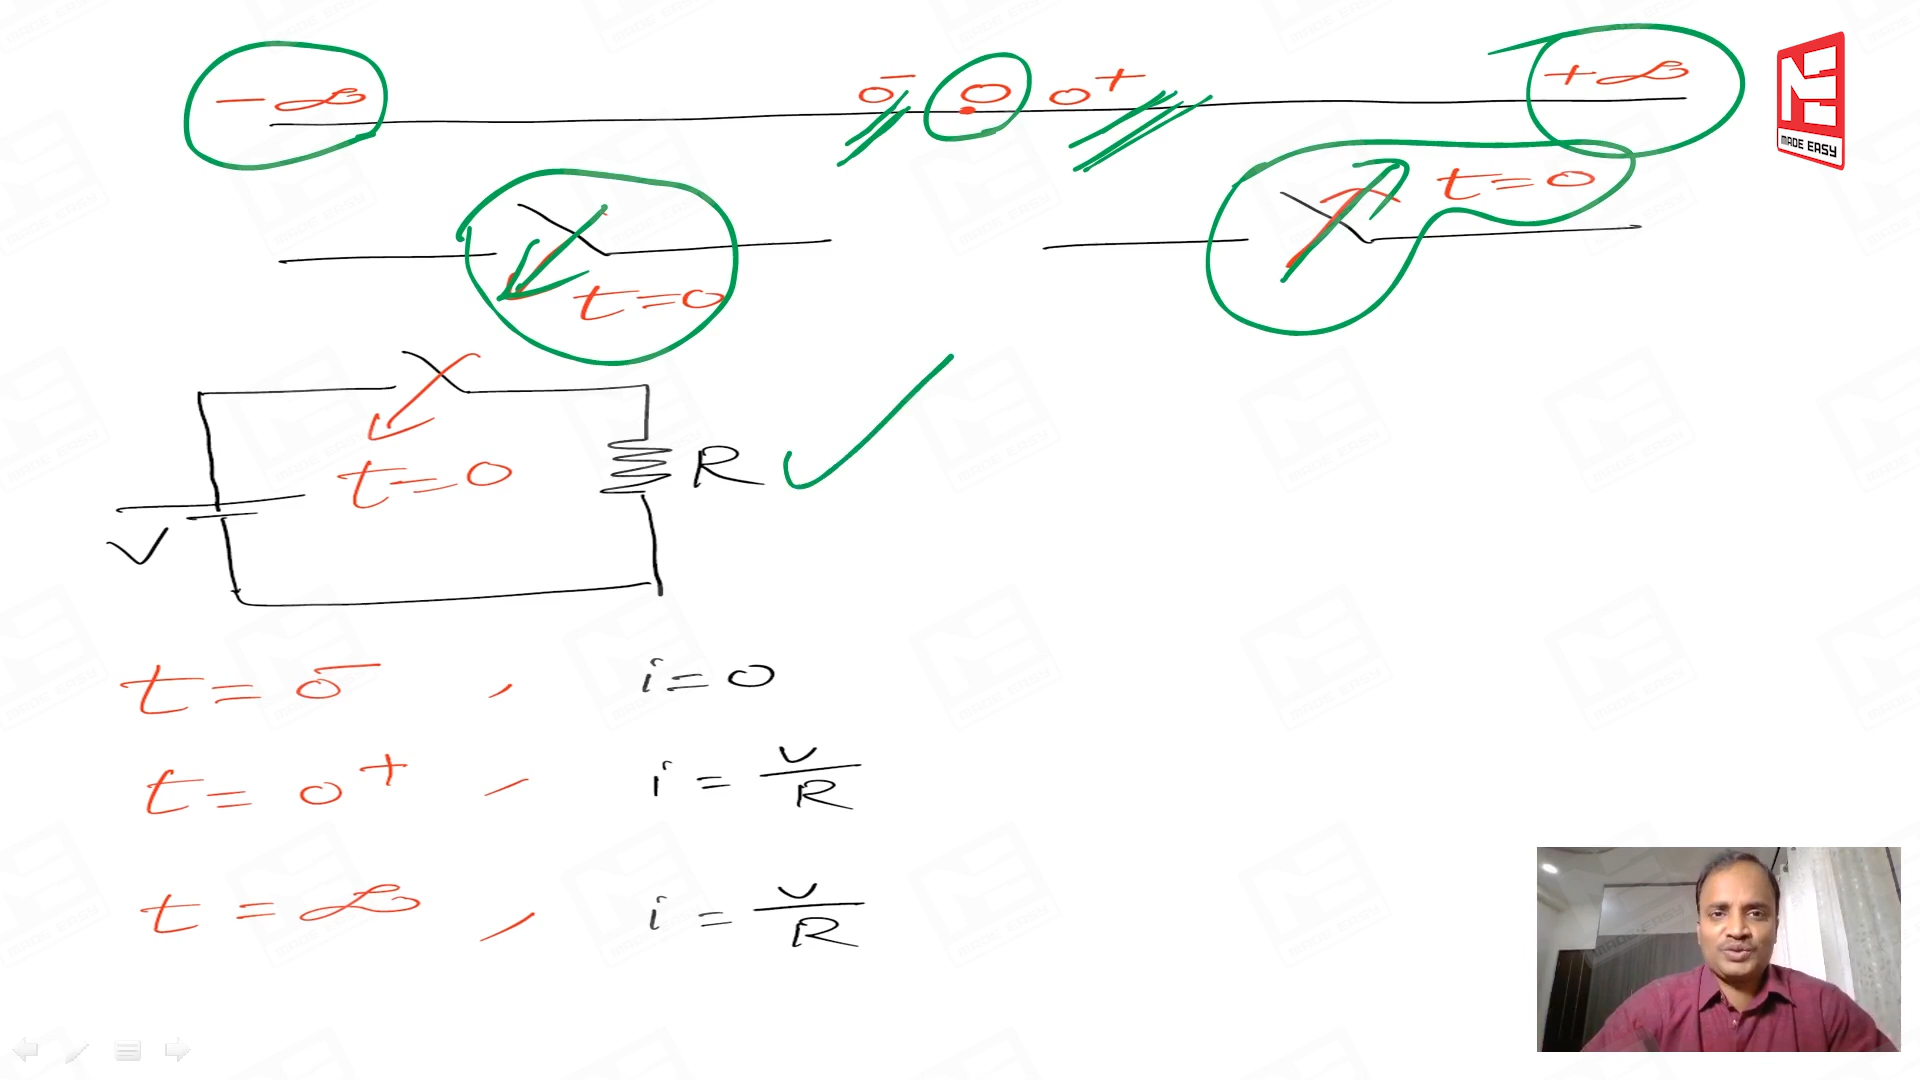 -∞ 0⁻ 0 0⁺ +∞
MADE EASY
t=0
t=0
t=0
R
V
t=0⁻ , i=0
t=0⁺ , i=V/R
t=∞ , i=V/R